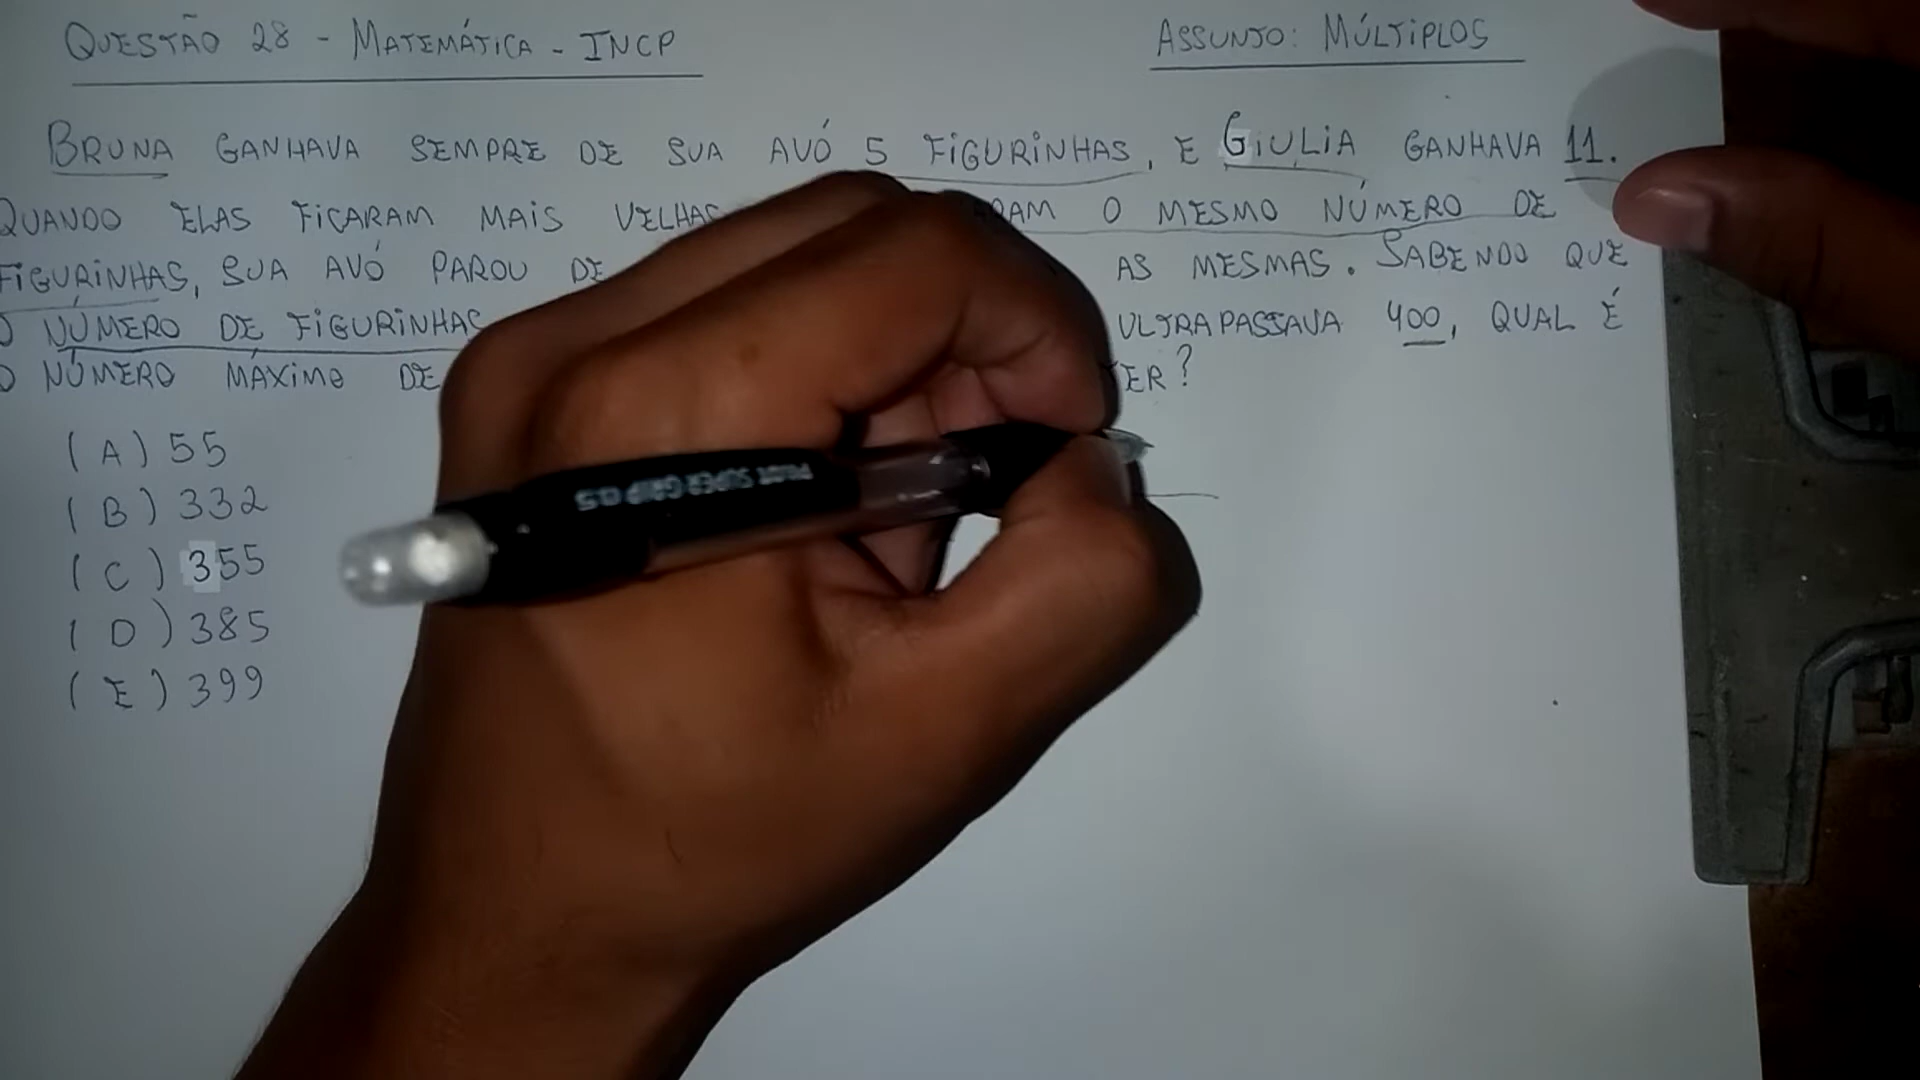 QUESTÃO 28 - MATEMÁTICA - INCP
ASSUNTO: MÚLTIPLOS
BRUNA GANHAVA SEMPRE DE SUA AVÓ 5 FIGURINHAS, E GIULIA GANHAVA 11.
QUANDO ELAS FICARAM MAIS VELHAS O MESMO NÚMERO DE
FIGURINHAS, SUA AVÓ PAROU DE AS MESMAS. SABENDO QUE
O NÚMERO DE FIGURINHAS ULTRAPASSAVA 400, QUAL É
O NÚMERO MÁXIMO DE TER?
(A) 55
(B) 332
(C) 355
(D) 385
(E) 399
PILOT SUPER GRIP 0.5